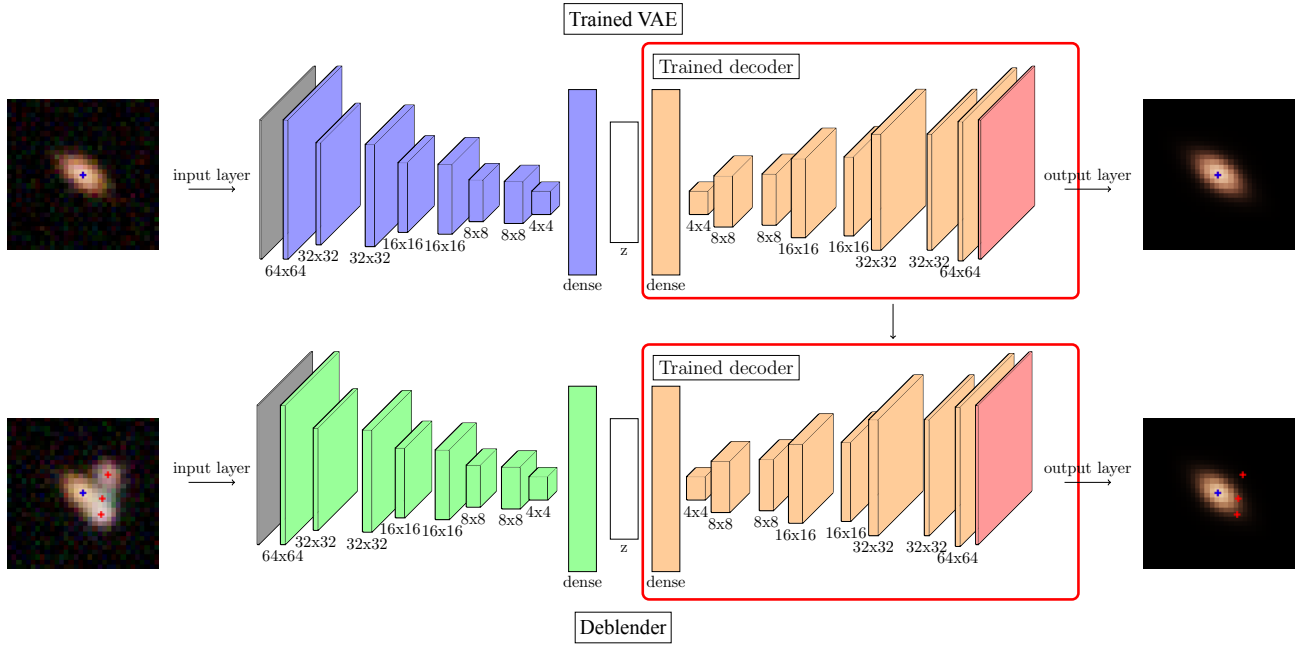 Trained VAE
Trained decoder
input layer
output layer
64x64
32x32
32x32
16x16
16x16
8x8
8x8
4x4
dense
z
dense
4x4
8x8
8x8
16x16
16x16
32x32
32x32
64x64
Trained decoder
input layer
output layer
64x64
32x32
32x32
16x16
16x16
8x8
8x8
4x4
dense
z
dense
4x4
8x8
8x8
16x16
16x16
32x32
32x32
64x64
Deblender